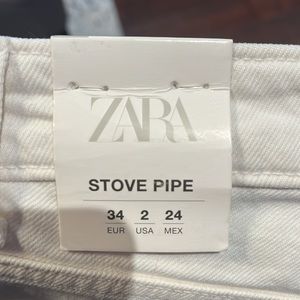 ZARA
STOVE PIPE
34 2 24
EUR USA MEX